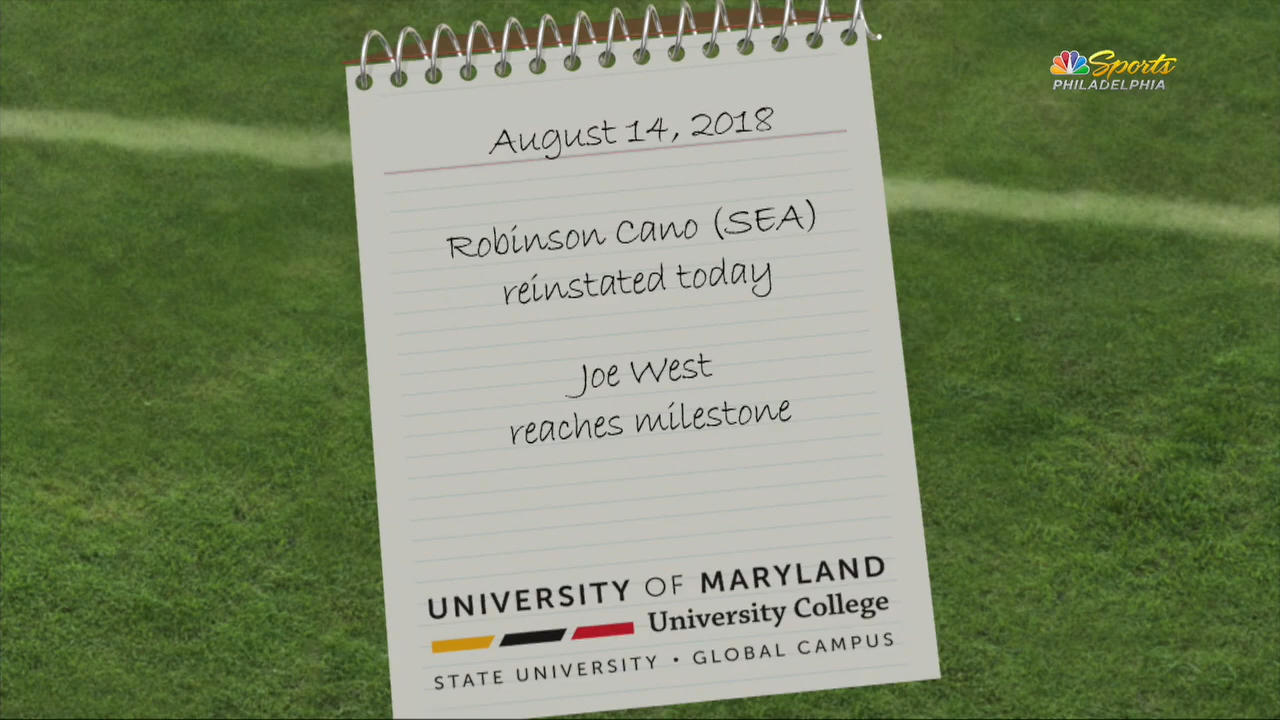 Sports
PHILADELPHIA
August 14, 2018
Robinson Cano (SEA)
reinstated today
Joe West
reaches milestone
UNIVERSITY OF MARYLAND
University College
STATE UNIVERSITY • GLOBAL CAMPUS